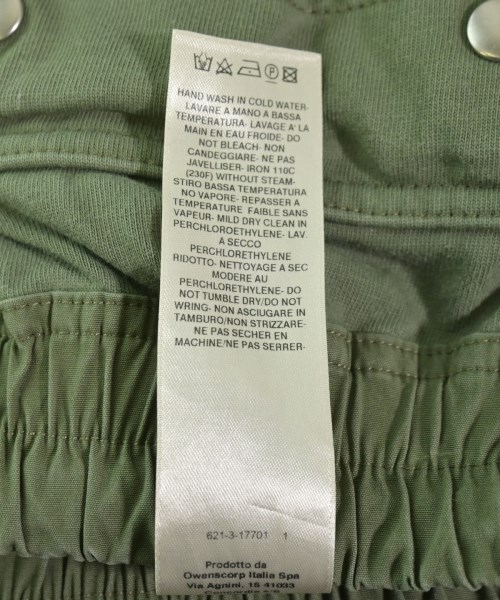 HAND WASH IN COLD WATER-
LAVARE A MANO A BASSA
TEMPERATURA- LAVAGE A' LA
MAIN EN EAU FROIDE- DO
NOT BLEACH- NON
CANDEGGIARE- NE PAS
JAVELLISER- IRON 110C
(230F) WITHOUT STEAM-
STIRO BASSA TEMPERATURA
NO VAPORE- REPASSER A
TEMPERATURE FAIBLE SANS
VAPEUR- MILD DRY CLEAN IN
PERCHLOROETHYLENE- LAV.
A SECCO
PERCHLORETHYLENE
RIDOTTO- NETTOYAGE A SEC
MODERE AU
PERCHLORETHYLENE- DO
NOT TUMBLE DRY/DO NOT
WRING- NON ASCIUGARE IN
TAMBURO/NON STRIZZARE-
NE PAS SECHER EN
MACHINE/NE PAS SERRER-
621-3-17701 1
Prodotto da
Owenscorp Italia Spa
Via Agnini, 15 41033